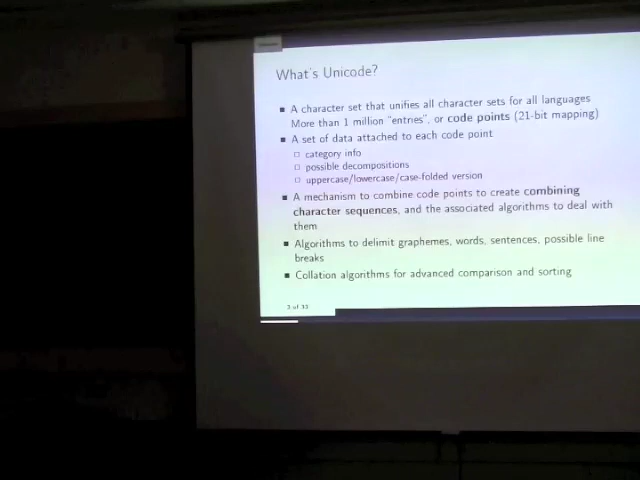 What's Unicode?
■ A character set that unifies all character sets for all languages
More than 1 million "entries", or code points (21-bit mapping)
■ A set of data attached to each code point
□ category info
□ possible decompositions
□ uppercase/lowercase/case-folded version
■ A mechanism to combine code points to create combining
character sequences, and the associated algorithms to deal with
them
■ Algorithms to delimit graphemes, words, sentences, possible line
breaks
■ Collation algorithms for advanced comparison and sorting
3 of 33